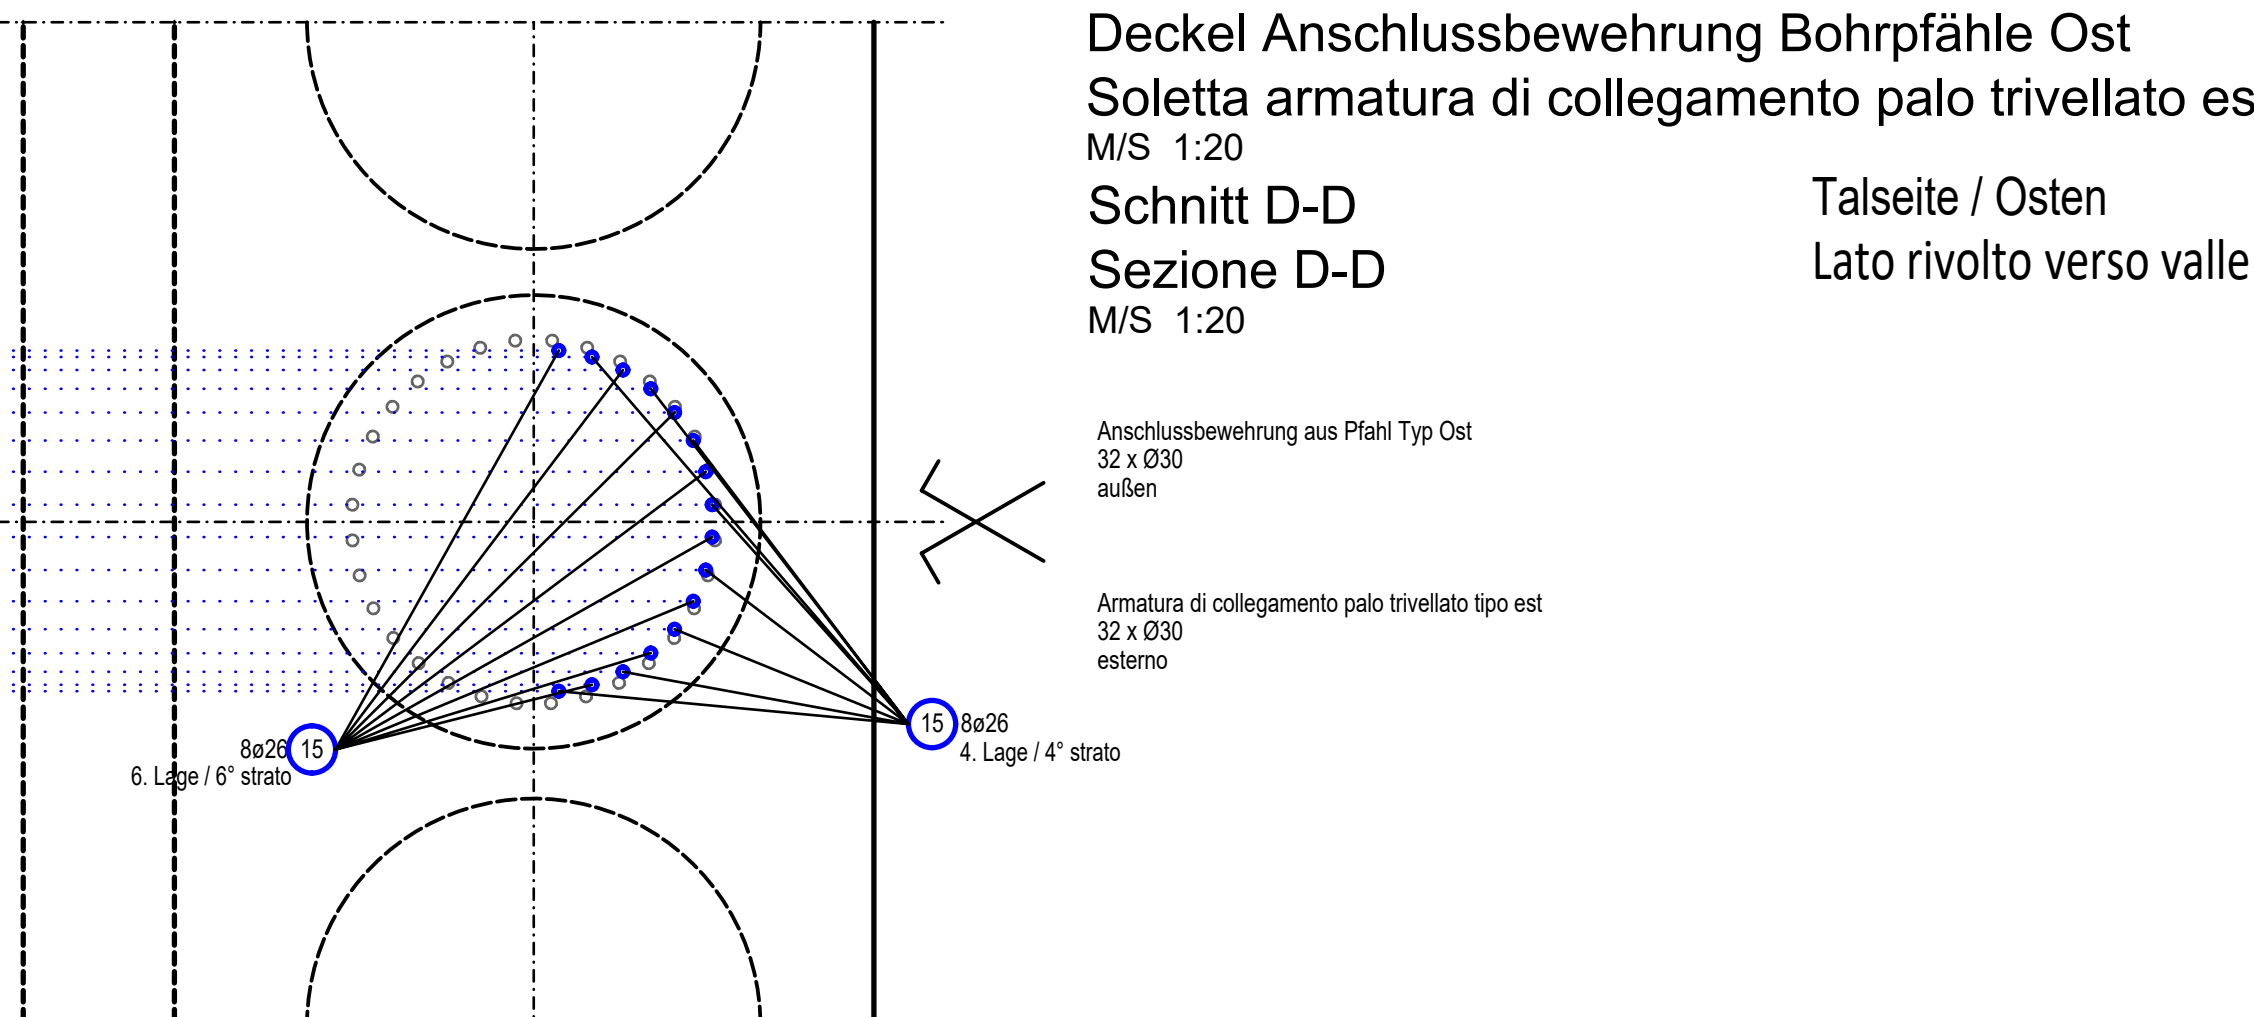 Deckel Anschlussbewehrung Bohrpfähle Ost
Soletta armatura di collegamento palo trivellato es
M/S 1:20
Schnitt D-D
Sezione D-D
M/S 1:20
Talseite / Osten
Lato rivolto verso valle
Anschlussbewehrung aus Pfahl Typ Ost
32 x Ø30
außen
Armatura di collegamento palo trivellato tipo est
32 x Ø30
esterno
8ø26 15
6. Lage / 6° strato
15 8ø26
4. Lage / 4° strato